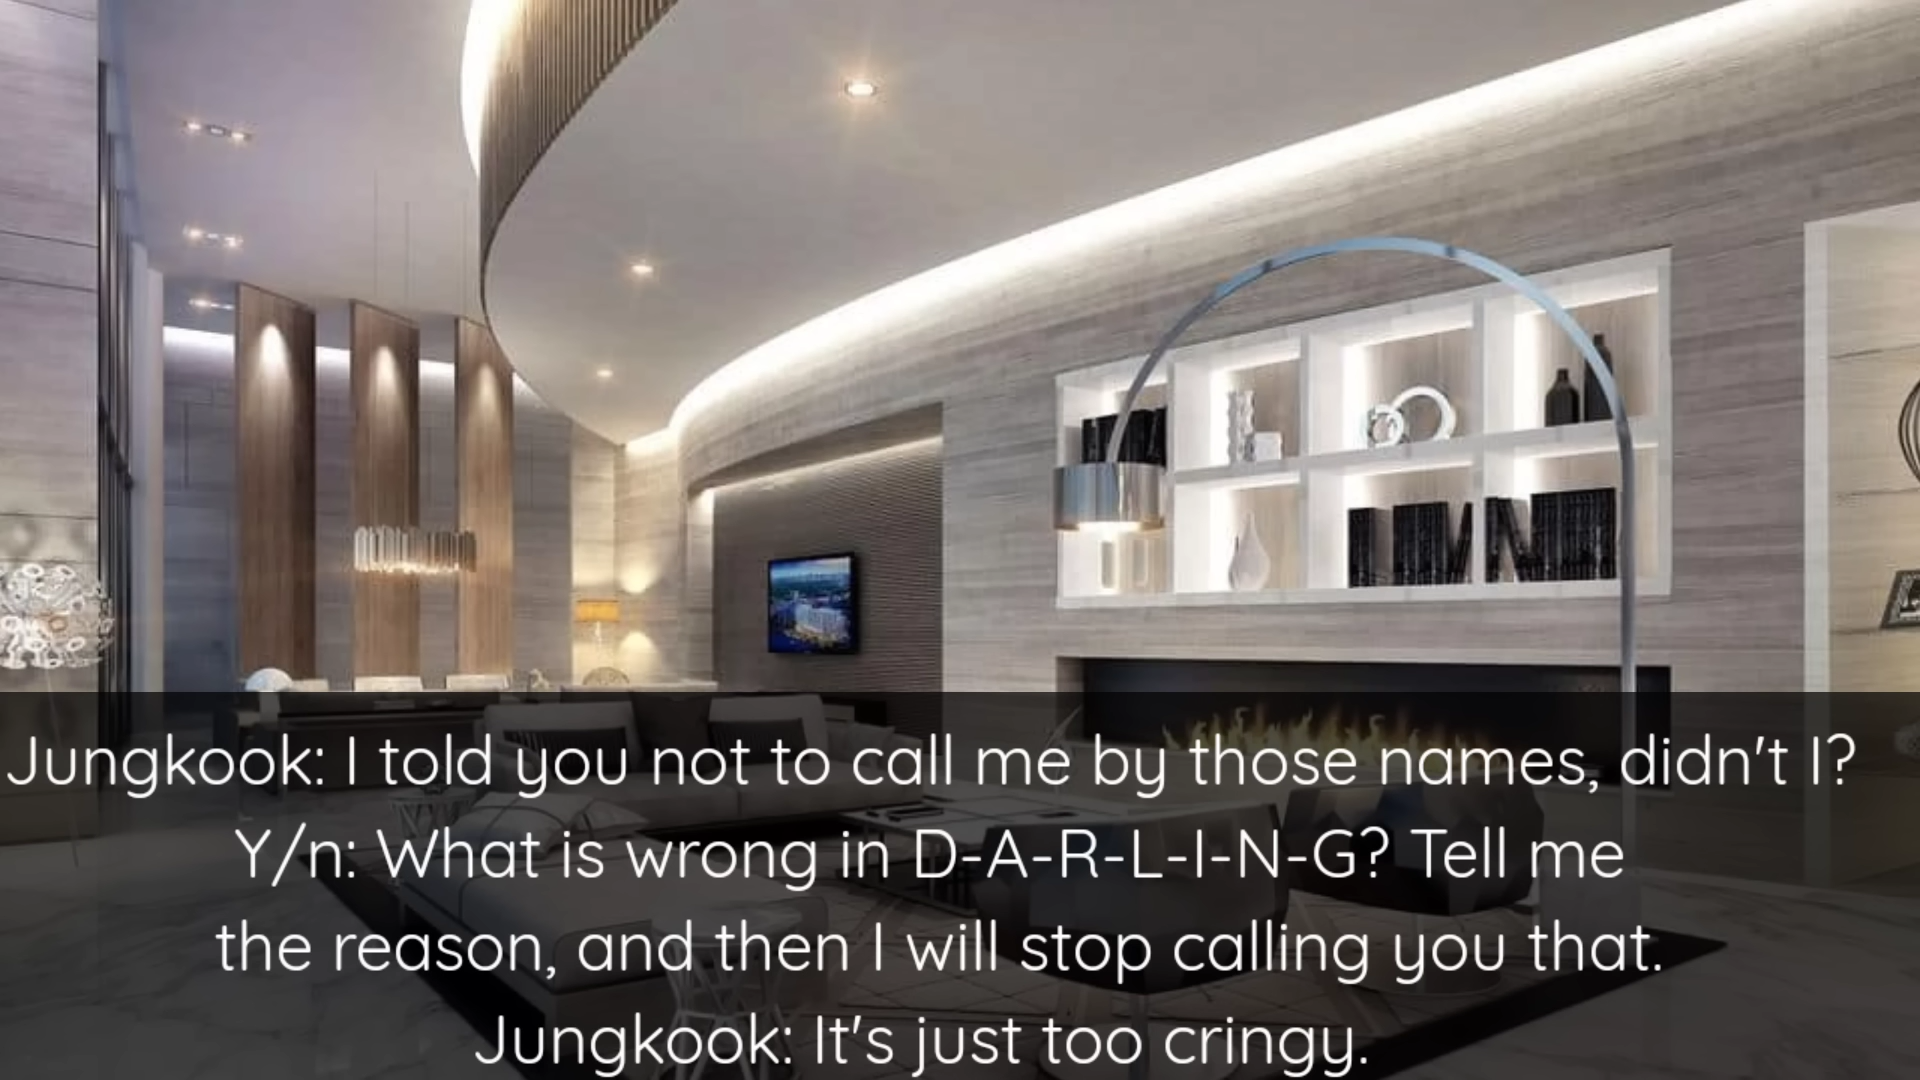 Jungkook: I told you not to call me by those names, didn't I?
Y/n: What is wrong in D-A-R-L-I-N-G? Tell me
the reason, and then I will stop calling you that.
Jungkook: It's just too cringy.